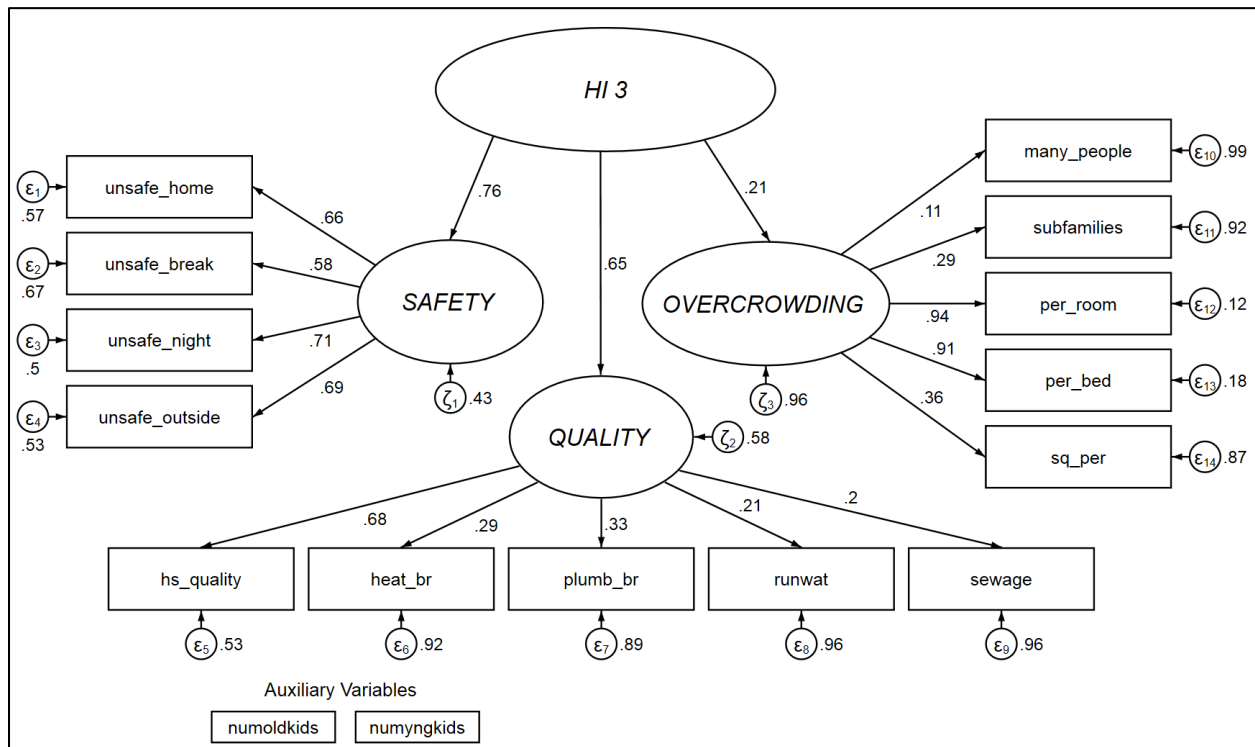 HI 3
.76
.65
.21
ε1
.57
unsafe_home
.66
ε2
.67
unsafe_break
.58
ε3
.5
unsafe_night
.71
ε4
.53
unsafe_outside
.69
SAFETY
ζ1 .43
OVERCROWDING
ζ3 .96
many_people
ε10 .99
.11
subfamilies
ε11 .92
.29
per_room
ε12 .12
.94
per_bed
ε13 .18
.91
sq_per
ε14 .87
.36
QUALITY
ζ2 .58
.68
.29
.33
.21
.2
hs_quality
heat_br
plumb_br
runwat
sewage
ε5 .53
ε6 .92
ε7 .89
ε8 .96
ε9 .96
Auxiliary Variables
numoldkids
numyngkids